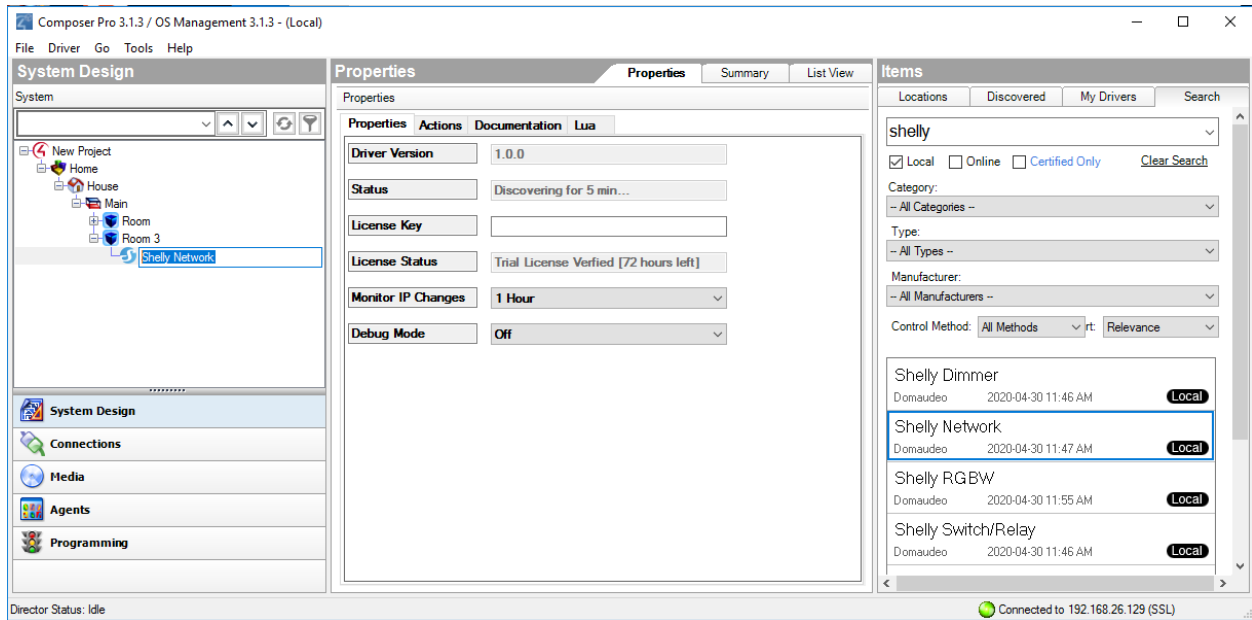 Composer Pro 3.1.3 / OS Management 3.1.3 - (Local)
File Driver Go Tools Help
System Design
System
New Project
Home
House
Main
Room
Room 3
Shelly Network
System Design
Connections
Media
Agents
Programming
Properties
Properties Summary List View
Properties
Properties Actions Documentation Lua
Driver Version 1.0.0
Status Discovering for 5 min...
License Key
License Status Trial License Verfied [72 hours left]
Monitor IP Changes 1 Hour
Debug Mode Off
Items
Locations Discovered My Drivers Search
shelly
Local Online Certified Only Clear Search
Category:
-- All Categories --
Type:
-- All Types --
Manufacturer:
-- All Manufacturers --
Control Method: All Methods rt: Relevance
Shelly Dimmer
Domaudeo 2020-04-30 11:46 AM Local
Shelly Network
Domaudeo 2020-04-30 11:47 AM Local
Shelly RGBW
Domaudeo 2020-04-30 11:55 AM Local
Shelly Switch/Relay
Domaudeo 2020-04-30 11:46 AM Local
Director Status: Idle
Connected to 192.168.26.129 (SSL)